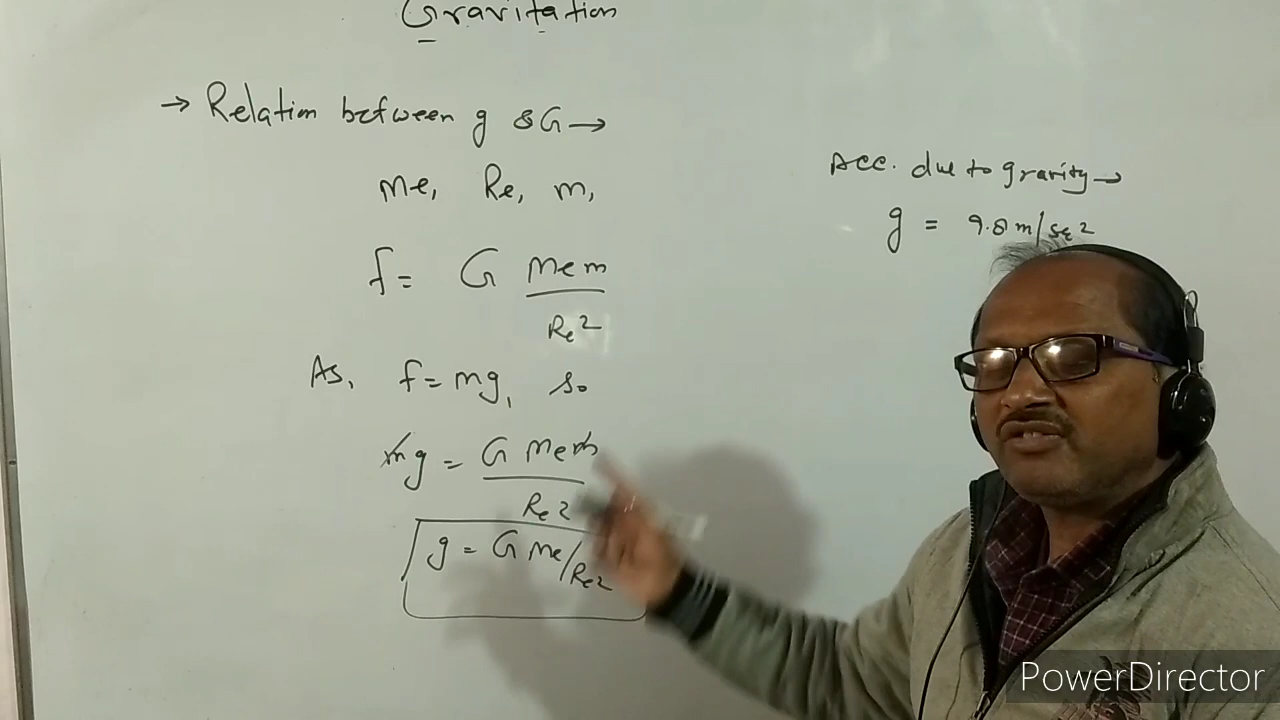 Gravitation
→ Relation between g & G →
Me, Re, m,
f = G Mem
Re2
As, f = mg, so
mg = G Mem
Re2
g = G Me/Re2
Acc. due to gravity →
g = 9.8 m/sec2
PowerDirector